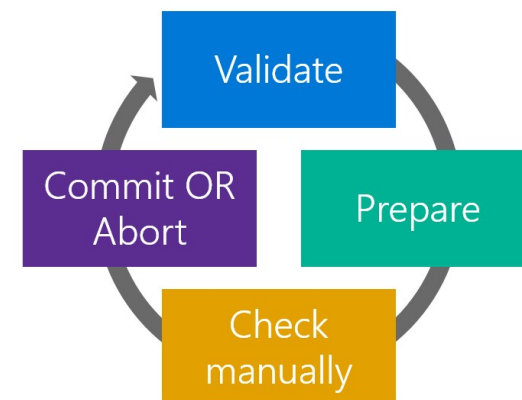 Validate
Prepare
Check
manually
Commit OR
Abort